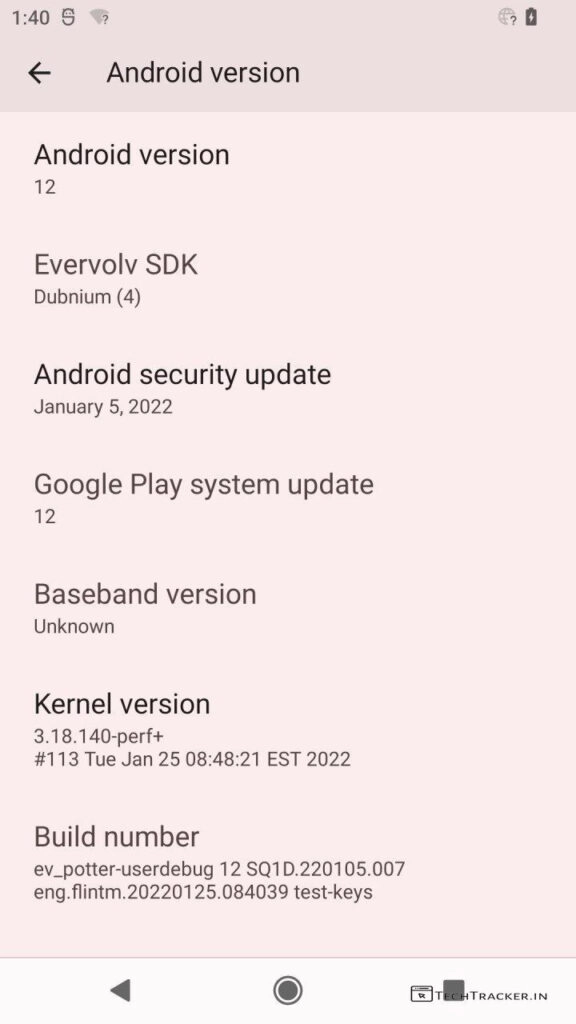 1:40
Android version
Android version
12
Evervolv SDK
Dubnium (4)
Android security update
January 5, 2022
Google Play system update
12
Baseband version
Unknown
Kernel version
3.18.140-perf+
#113 Tue Jan 25 08:48:21 EST 2022
Build number
ev_potter-userdebug 12 SQ1D.220105.007
eng.flintm.20220125.084039 test-keys
TECHTRACKER.IN